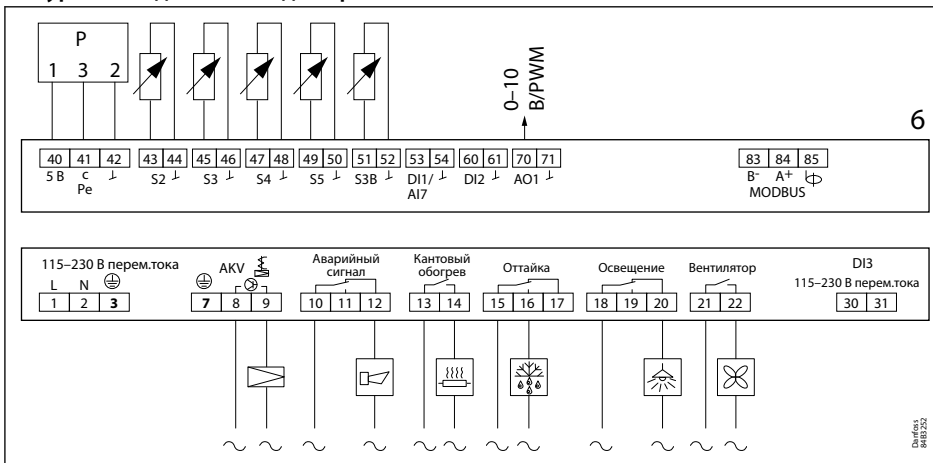 P
1 3 2
0–10
В/PWM
6
40 41 42 43 44 45 46 47 48 49 50 51 52 53 54 60 61 70 71 83 84 85
5 В с ⊥ S2 ⊥ S3 ⊥ S4 ⊥ S5 ⊥ S3B ⊥ DI1/ ⊥ DI2 ⊥ AO1 ⊥ B- A+
Pe AI7 MODBUS
115–230 В перем.тока AKV Аварийный сигнал Кантовый обогрев Оттайка Освещение Вентилятор DI3
L N 115–230 В перем.тока
1 2 3 7 8 9 10 11 12 13 14 15 16 17 18 19 20 21 22 30 31
Danfoss
84B3252